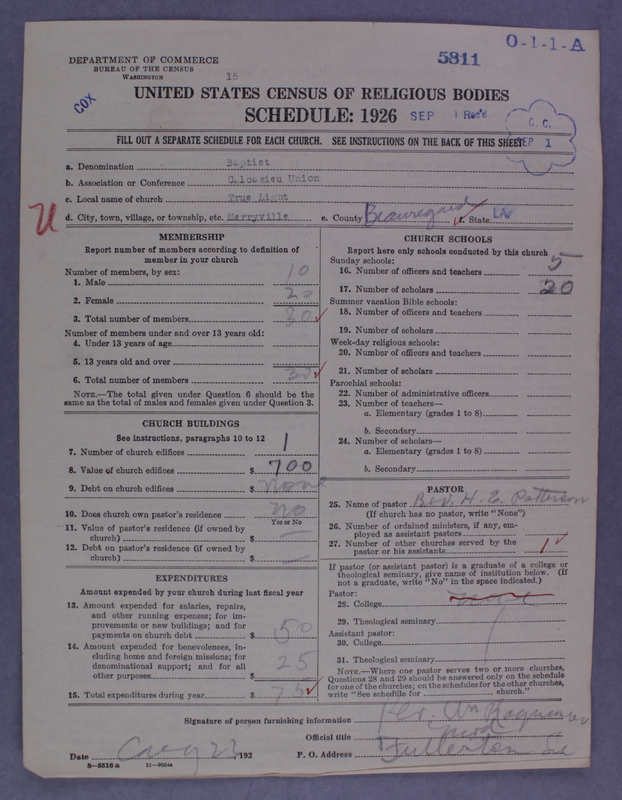 O-1-1-A
5811
DEPARTMENT OF COMMERCE
BUREAU OF THE CENSUS
WASHINGTON
15
COX
UNITED STATES CENSUS OF RELIGIOUS BODIES
SCHEDULE: 1926 SEP 1 Rec'd
C. C.
SEP 1
FILL OUT A SEPARATE SCHEDULE FOR EACH CHURCH. SEE INSTRUCTIONS ON THE BACK OF THIS SHEET
a. Denomination Baptist
b. Association or Conference Calcasieu Union
c. Local name of church True Light
d. City, town, village, or township, etc. Merryville e. County Beauregard f. State La
MEMBERSHIP
Report number of members according to definition of
member in your church
Number of members, by sex:
1. Male 10
2. Female 20
3. Total number of members 30
Number of members under and over 13 years old:
4. Under 13 years of age
5. 13 years old and over
6. Total number of members 30
NOTE.—The total given under Question 6 should be the
same as the total of males and females given under Question 3.
CHURCH BUILDINGS
See instructions, paragraphs 10 to 12
7. Number of church edifices 1
8. Value of church edifices $ 700
9. Debt on church edifices $ none
10. Does church own pastor's residence no
Yes or No
11. Value of pastor's residence (if owned by
church) $
12. Debt on pastor's residence (if owned by
church) $
EXPENDITURES
Amount expended by your church during last fiscal year
13. Amount expended for salaries, repairs,
and other running expenses; for im-
provements or new buildings; and for
payments on church debt $ 50
14. Amount expended for benevolences, in-
cluding home and foreign missions; for
denominational support; and for all
other purposes $ 25
15. Total expenditures during year $ 75
CHURCH SCHOOLS
Report here only schools conducted by this church
Sunday schools:
16. Number of officers and teachers 5
17. Number of scholars 20
Summer vacation Bible schools:
18. Number of officers and teachers
19. Number of scholars
Week-day religious schools:
20. Number of officers and teachers
21. Number of scholars
Parochial schools:
22. Number of administrative officers
23. Number of teachers—
a. Elementary (grades 1 to 8)
b. Secondary
24. Number of scholars—
a. Elementary (grades 1 to 8)
b. Secondary
PASTOR
25. Name of pastor Rev. H. E. Patterson
(If church has no pastor, write "None")
26. Number of ordained ministers, if any, em-
ployed as assistant pastors
27. Number of other churches served by the
pastor or his assistants 1
If pastor (or assistant pastor) is a graduate of a college or
theological seminary, give name of institution below. (If
not a graduate, write "No" in the space indicated.)
Pastor:
28. College
29. Theological seminary
Assistant pastor:
30. College
31. Theological seminary
NOTE.—Where one pastor serves two or more churches,
Questions 28 and 29 should be answered only on the schedule
for one of the churches; on the schedules for the other churches,
write "See schedule for church."
Signature of person furnishing information Rev. Wm
Official title
Date Aug 23, 192 P. O. Address Fullerton La
8-5516a 11-9024a